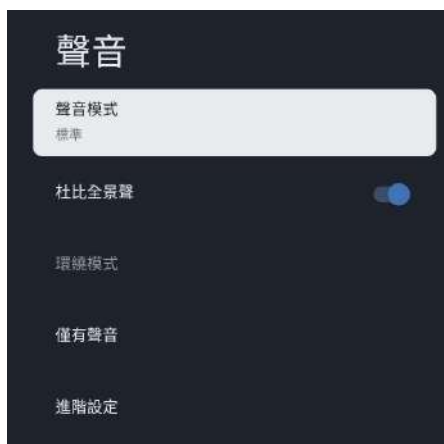 聲音
聲音模式
標準
杜比全景聲
環繞模式
僅有聲音
進階設定